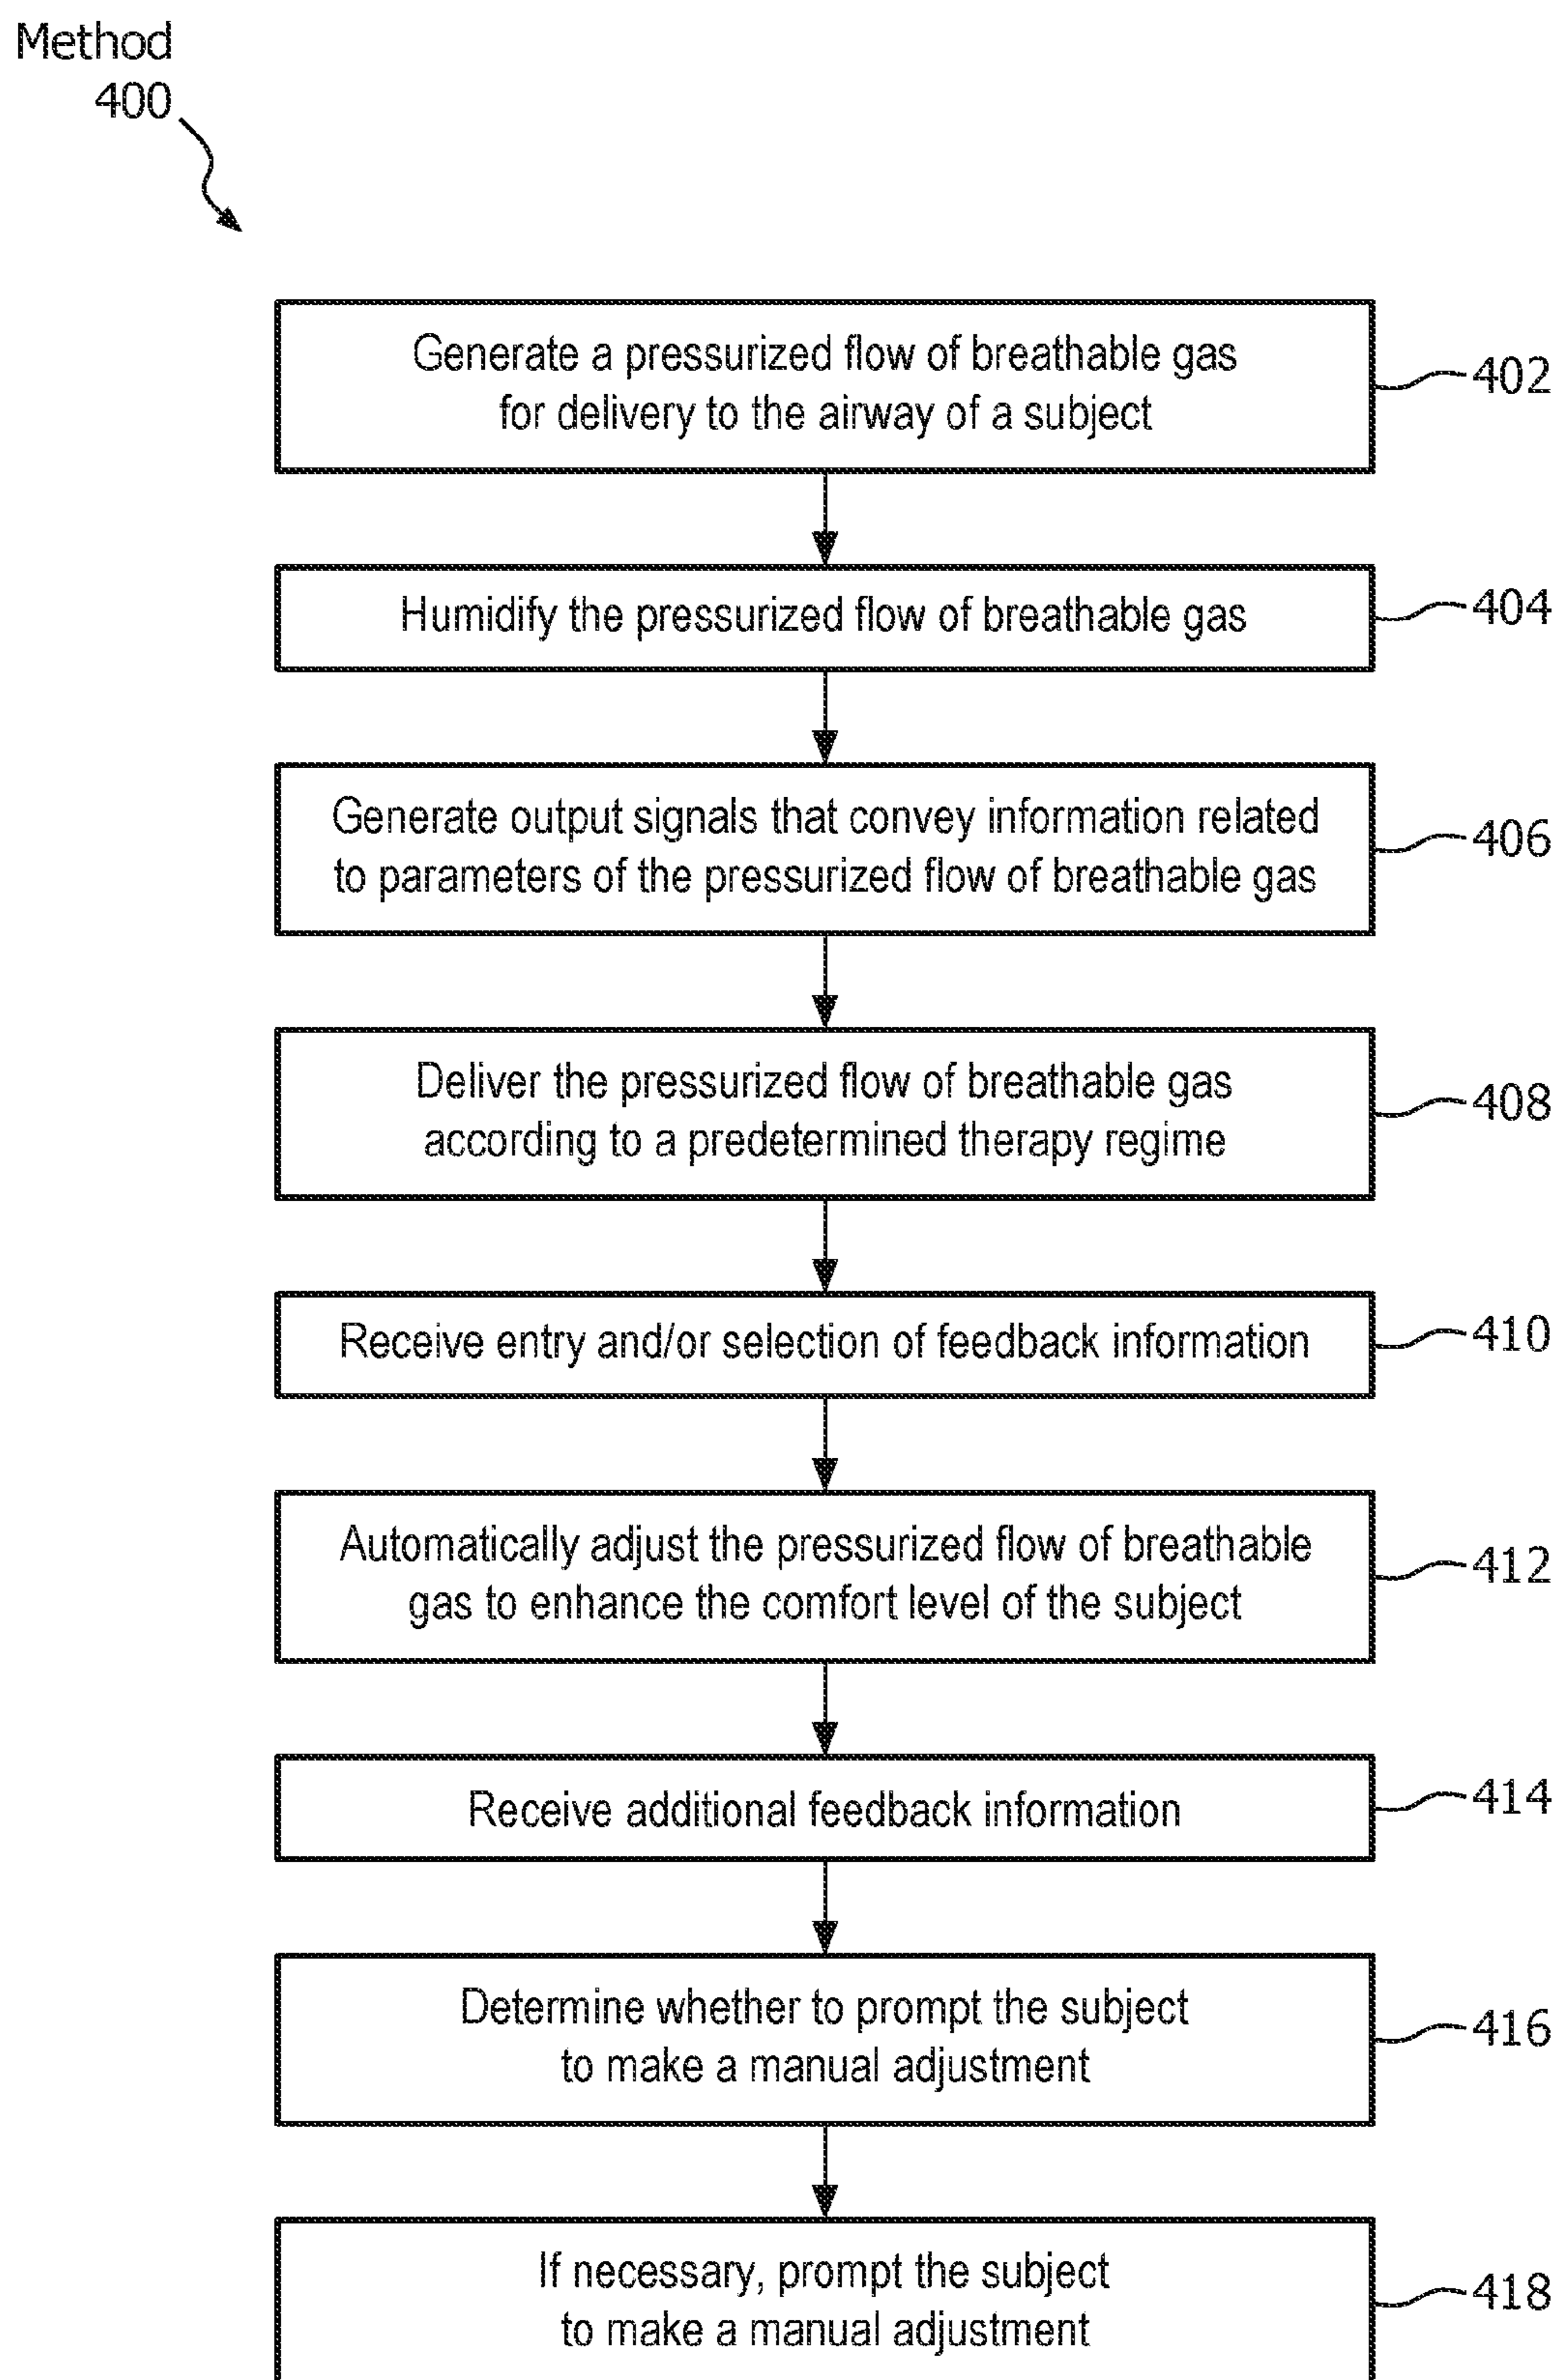 Method
400
Generate a pressurized flow of breathable gas
for delivery to the airway of a subject
402
Humidify the pressurized flow of breathable gas
404
Generate output signals that convey information related
to parameters of the pressurized flow of breathable gas
406
Deliver the pressurized flow of breathable gas
according to a predetermined therapy regime
408
Receive entry and/or selection of feedback information
410
Automatically adjust the pressurized flow of breathable
gas to enhance the comfort level of the subject
412
Receive additional feedback information
414
Determine whether to prompt the subject
to make a manual adjustment
416
If necessary, prompt the subject
to make a manual adjustment
418